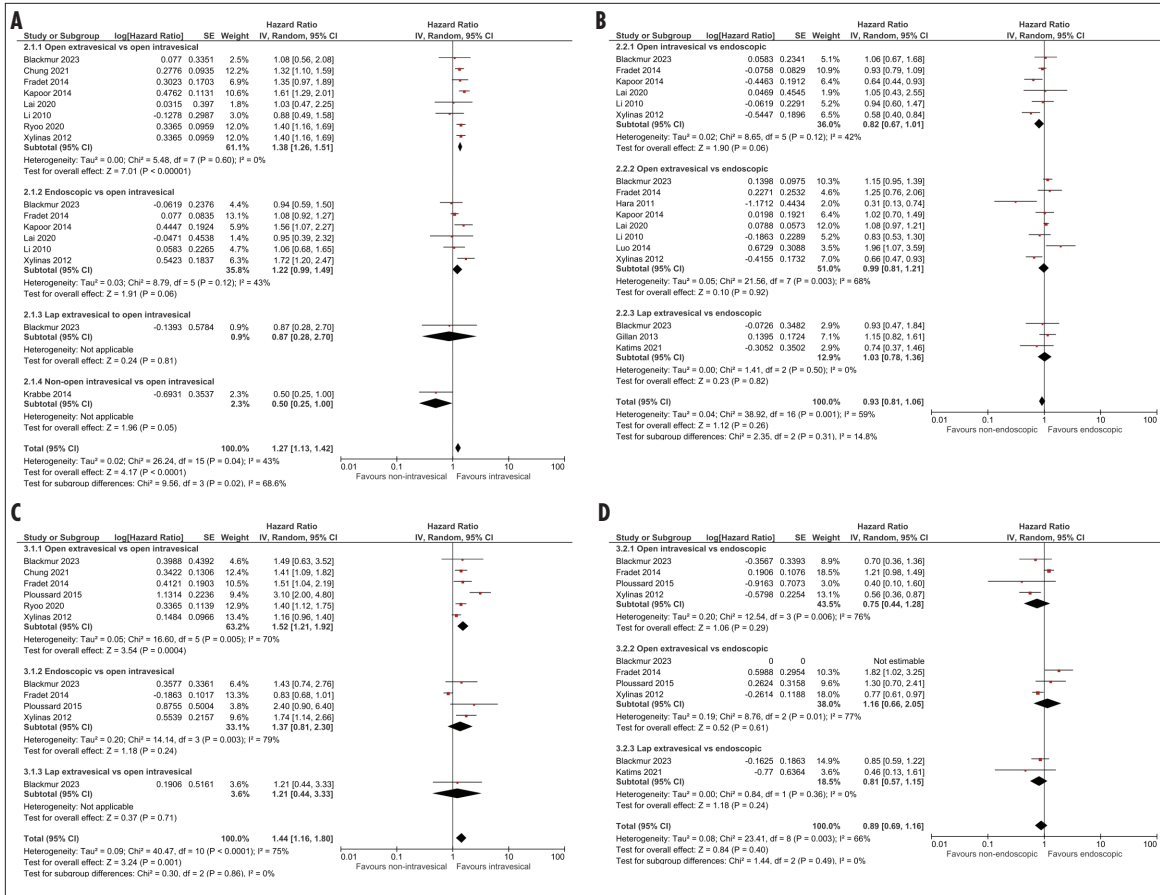 A
Hazard Ratio Hazard Ratio
Study or Subgroup log[Hazard Ratio] SE Weight IV, Random, 95% CI IV, Random, 95% CI
2.1.1 Open extravesical vs open intravesical
Blackmur 2023 0.077 0.3351 2.5% 1.08 [0.56, 2.08]
Chung 2021 0.2776 0.0935 12.2% 1.32 [1.10, 1.59]
Fradet 2014 0.3023 0.1703 6.9% 1.35 [0.97, 1.89]
Kapoor 2014 0.4762 0.1131 10.6% 1.61 [1.29, 2.01]
Lai 2020 0.0315 0.397 1.8% 1.03 [0.47, 2.25]
Li 2010 -0.1278 0.2987 3.0% 0.88 [0.49, 1.58]
Ryoo 2020 0.3365 0.0959 12.0% 1.40 [1.16, 1.69]
Xylinas 2012 0.3365 0.0959 12.0% 1.40 [1.16, 1.69]
Subtotal (95% CI) 61.1% 1.38 [1.26, 1.51]
Heterogeneity: Tau² = 0.00; Chi² = 5.48, df = 7 (P = 0.60); I² = 0%
Test for overall effect: Z = 7.01 (P < 0.00001)
2.1.2 Endoscopic vs open intravesical
Blackmur 2023 -0.0619 0.2376 4.4% 0.94 [0.59, 1.50]
Fradet 2014 0.077 0.0835 13.1% 1.08 [0.92, 1.27]
Kapoor 2014 0.4447 0.1924 6.0% 1.56 [1.07, 2.27]
Lai 2020 -0.0471 0.4538 1.4% 0.95 [0.39, 2.32]
Li 2010 0.0583 0.2265 4.7% 1.06 [0.68, 1.65]
Xylinas 2012 0.5423 0.1837 6.3% 1.72 [1.20, 2.47]
Subtotal (95% CI) 35.8% 1.22 [0.99, 1.49]
Heterogeneity: Tau² = 0.03; Chi² = 8.79, df = 5 (P = 0.12); I² = 43%
Test for overall effect: Z = 1.91 (P = 0.06)
2.1.3 Lap extravesical to open intravesical
Blackmur 2023 -0.1393 0.5784 0.9% 0.87 [0.28, 2.70]
Subtotal (95% CI) 0.9% 0.87 [0.28, 2.70]
Heterogeneity: Not applicable
Test for overall effect: Z = 0.24 (P = 0.81)
2.1.4 Non-open intravesical vs open intravesical
Krabbe 2014 -0.6931 0.3537 2.3% 0.50 [0.25, 1.00]
Subtotal (95% CI) 2.3% 0.50 [0.25, 1.00]
Heterogeneity: Not applicable
Test for overall effect: Z = 1.96 (P = 0.05)
Total (95% CI) 100.0% 1.27 [1.13, 1.42]
Heterogeneity: Tau² = 0.02; Chi² = 26.24, df = 15 (P = 0.04); I² = 43%
Test for overall effect: Z = 4.17 (P < 0.0001)
Test for subgroup differences: Chi² = 9.56, df = 3 (P = 0.02), I² = 68.6%
0.01 0.1 1 10 100
Favours non-intravesical Favours intravesical
B
Hazard Ratio Hazard Ratio
Study or Subgroup log[Hazard Ratio] SE Weight IV, Random, 95% CI IV, Random, 95% CI
2.2.1 Open intravesical vs endoscopic
Blackmur 2023 0.0583 0.2341 5.1% 1.06 [0.67, 1.68]
Fradet 2014 -0.0758 0.0829 10.9% 0.93 [0.79, 1.09]
Kapoor 2014 -0.4463 0.1912 6.4% 0.64 [0.44, 0.93]
Lai 2020 0.0469 0.4545 1.8% 1.05 [0.43, 2.55]
Li 2010 -0.0619 0.2291 5.2% 0.94 [0.60, 1.47]
Xylinas 2012 -0.5447 0.1896 6.5% 0.58 [0.40, 0.84]
Subtotal (95% CI) 36.0% 0.82 [0.67, 1.01]
Heterogeneity: Tau² = 0.02; Chi² = 8.65, df = 5 (P = 0.12); I² = 42%
Test for overall effect: Z = 1.90 (P = 0.06)
2.2.2 Open extravesical vs endoscopic
Blackmur 2023 0.1398 0.0975 10.3% 1.15 [0.95, 1.39]
Fradet 2014 0.2271 0.2532 4.6% 1.25 [0.76, 2.06]
Hara 2011 -1.1712 0.4434 1.9% 0.31 [0.13, 0.74]
Kapoor 2014 0.0198 0.1921 6.4% 1.02 [0.70, 1.49]
Lai 2020 0.0788 0.0573 12.1% 1.08 [0.97, 1.21]
Li 2010 -0.1863 0.2289 5.2% 0.83 [0.53, 1.30]
Luo 2014 0.6729 0.3088 3.5% 1.96 [1.07, 3.59]
Xylinas 2012 -0.4155 0.1732 7.0% 0.66 [0.47, 0.93]
Subtotal (95% CI) 51.0% 0.99 [0.81, 1.21]
Heterogeneity: Tau² = 0.05; Chi² = 21.56, df = 7 (P = 0.003); I² = 68%
Test for overall effect: Z = 0.10 (P = 0.92)
2.2.3 Lap extravesical vs endoscopic
Blackmur 2023 -0.0726 0.3482 2.9% 0.93 [0.47, 1.84]
Gillan 2013 0.1395 0.1724 7.1% 1.15 [0.82, 1.61]
Katims 2021 -0.3052 0.3502 2.9% 0.74 [0.37, 1.46]
Subtotal (95% CI) 12.9% 1.03 [0.78, 1.36]
Heterogeneity: Tau² = 0.00; Chi² = 1.41, df = 2 (P = 0.50); I² = 0%
Test for overall effect: Z = 0.23 (P = 0.82)
Total (95% CI) 100.0% 0.93 [0.81, 1.06]
Heterogeneity: Tau² = 0.04; Chi² = 38.92, df = 16 (P = 0.001); I² = 59%
Test for overall effect: Z = 1.12 (P = 0.26)
Test for subgroup differences: Chi² = 2.35, df = 2 (P = 0.31), I² = 14.8%
0.01 0.1 1 10 100
Favours non-endoscopic Favours endoscopic
C
Hazard Ratio Hazard Ratio
Study or Subgroup log[Hazard Ratio] SE Weight IV, Random, 95% CI IV, Random, 95% CI
3.1.1 Open extravesical vs open intravesical
Blackmur 2023 0.3988 0.4392 4.6% 1.49 [0.63, 3.52]
Chung 2021 0.3422 0.1306 12.4% 1.41 [1.09, 1.82]
Fradet 2014 0.4121 0.1903 10.5% 1.51 [1.04, 2.19]
Ploussard 2015 1.1314 0.2236 9.4% 3.10 [2.00, 4.80]
Ryoo 2020 0.3365 0.1139 12.9% 1.40 [1.12, 1.75]
Xylinas 2012 0.1484 0.0966 13.4% 1.16 [0.96, 1.40]
Subtotal (95% CI) 63.2% 1.52 [1.21, 1.92]
Heterogeneity: Tau² = 0.05; Chi² = 16.60, df = 5 (P = 0.005); I² = 70%
Test for overall effect: Z = 3.54 (P = 0.0004)
3.1.2 Endoscopic vs open intravesical
Blackmur 2023 0.3577 0.3361 6.6% 1.43 [0.74, 2.76]
Fradet 2014 -0.1863 0.1017 13.3% 0.83 [0.68, 1.01]
Ploussard 2015 0.8755 0.5004 3.8% 2.40 [0.90, 6.40]
Xylinas 2012 0.5539 0.2157 9.6% 1.74 [1.14, 2.66]
Subtotal (95% CI) 33.1% 1.37 [0.81, 2.30]
Heterogeneity: Tau² = 0.20; Chi² = 14.14, df = 3 (P = 0.003); I² = 79%
Test for overall effect: Z = 1.18 (P = 0.24)
3.1.3 Lap extravesical vs open intravesical
Blackmur 2023 0.1906 0.5161 3.6% 1.21 [0.44, 3.33]
Subtotal (95% CI) 3.6% 1.21 [0.44, 3.33]
Heterogeneity: Not applicable
Test for overall effect: Z = 0.37 (P = 0.71)
Total (95% CI) 100.0% 1.44 [1.16, 1.80]
Heterogeneity: Tau² = 0.09; Chi² = 40.47, df = 10 (P < 0.0001); I² = 75%
Test for overall effect: Z = 3.24 (P = 0.001)
Test for subgroup differences: Chi² = 0.30, df = 2 (P = 0.86), I² = 0%
0.01 0.1 1 10 100
Favours non-intravesical Favours intravesical
D
Hazard Ratio Hazard Ratio
Study or Subgroup log[Hazard Ratio] SE Weight IV, Random, 95% CI IV, Random, 95% CI
3.2.1 Open intravesical vs endoscopic
Blackmur 2023 -0.3567 0.3393 8.9% 0.70 [0.36, 1.36]
Fradet 2014 0.1906 0.1076 18.5% 1.21 [0.98, 1.49]
Ploussard 2015 -0.9163 0.7073 3.0% 0.40 [0.10, 1.60]
Xylinas 2012 -0.5798 0.2254 13.1% 0.56 [0.36, 0.87]
Subtotal (95% CI) 43.5% 0.75 [0.44, 1.28]
Heterogeneity: Tau² = 0.20; Chi² = 12.54, df = 3 (P = 0.006); I² = 76%
Test for overall effect: Z = 1.06 (P = 0.29)
3.2.2 Open extravesical vs endoscopic
Blackmur 2023 0 0 Not estimable
Fradet 2014 0.5988 0.2954 10.3% 1.82 [1.02, 3.25]
Ploussard 2015 0.2624 0.3158 9.6% 1.30 [0.70, 2.41]
Xylinas 2012 -0.2614 0.1188 18.0% 0.77 [0.61, 0.97]
Subtotal (95% CI) 38.0% 1.16 [0.66, 2.05]
Heterogeneity: Tau² = 0.19; Chi² = 8.76, df = 2 (P = 0.01); I² = 77%
Test for overall effect: Z = 0.52 (P = 0.61)
3.2.3 Lap extravesical vs endoscopic
Blackmur 2023 -0.1625 0.1863 14.9% 0.85 [0.59, 1.22]
Katims 2021 -0.77 0.6364 3.6% 0.46 [0.13, 1.61]
Subtotal (95% CI) 18.5% 0.81 [0.57, 1.15]
Heterogeneity: Tau² = 0.00; Chi² = 0.84, df = 1 (P = 0.36); I² = 0%
Test for overall effect: Z = 1.18 (P = 0.24)
Total (95% CI) 100.0% 0.89 [0.69, 1.16]
Heterogeneity: Tau² = 0.08; Chi² = 23.41, df = 8 (P = 0.003); I² = 66%
Test for overall effect: Z = 0.84 (P = 0.40)
Test for subgroup differences: Chi² = 1.44, df = 2 (P = 0.49), I² = 0%
0.01 0.1 1 10 100
Favours non-endoscopic Favours endoscopic